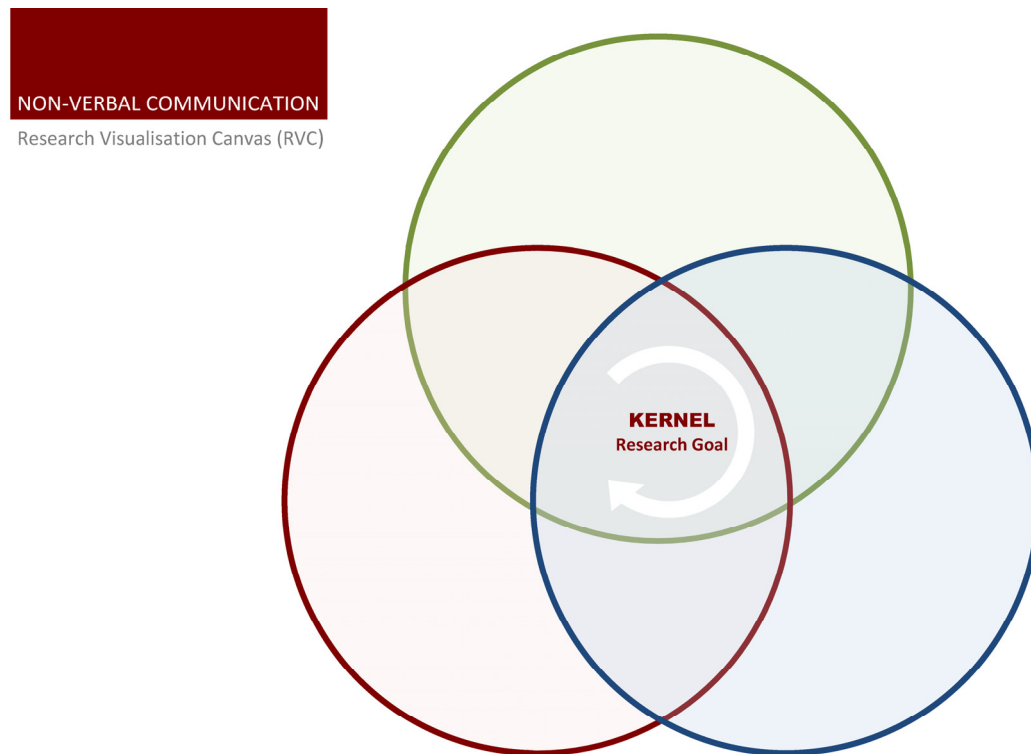 NON-VERBAL COMMUNICATION
Research Visualisation Canvas (RVC)
KERNEL
Research Goal